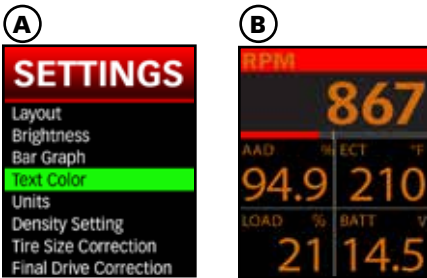 A
SETTINGS
Layout
Brightness
Bar Graph
Text Color
Units
Density Setting
Tire Size Correction
Final Drive Correction
B
RPM
867
AAD % ECT °F
94.9 210
LOAD % BATT V
21 14.5